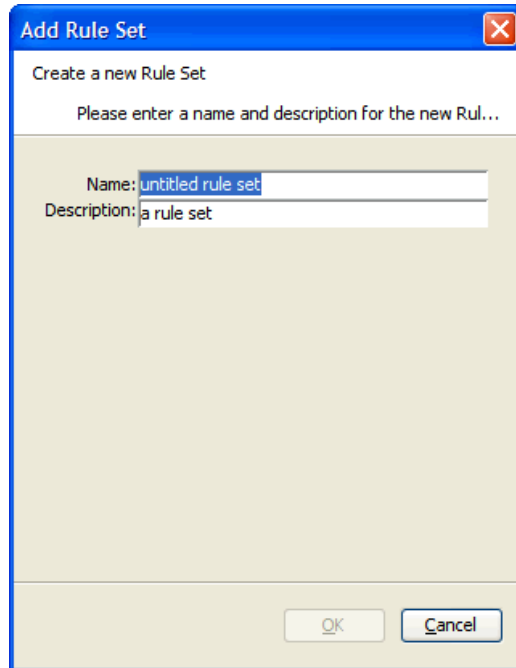 Add Rule Set
Create a new Rule Set
Please enter a name and description for the new Rul...
Name: untitled rule set
Description: a rule set
OK Cancel